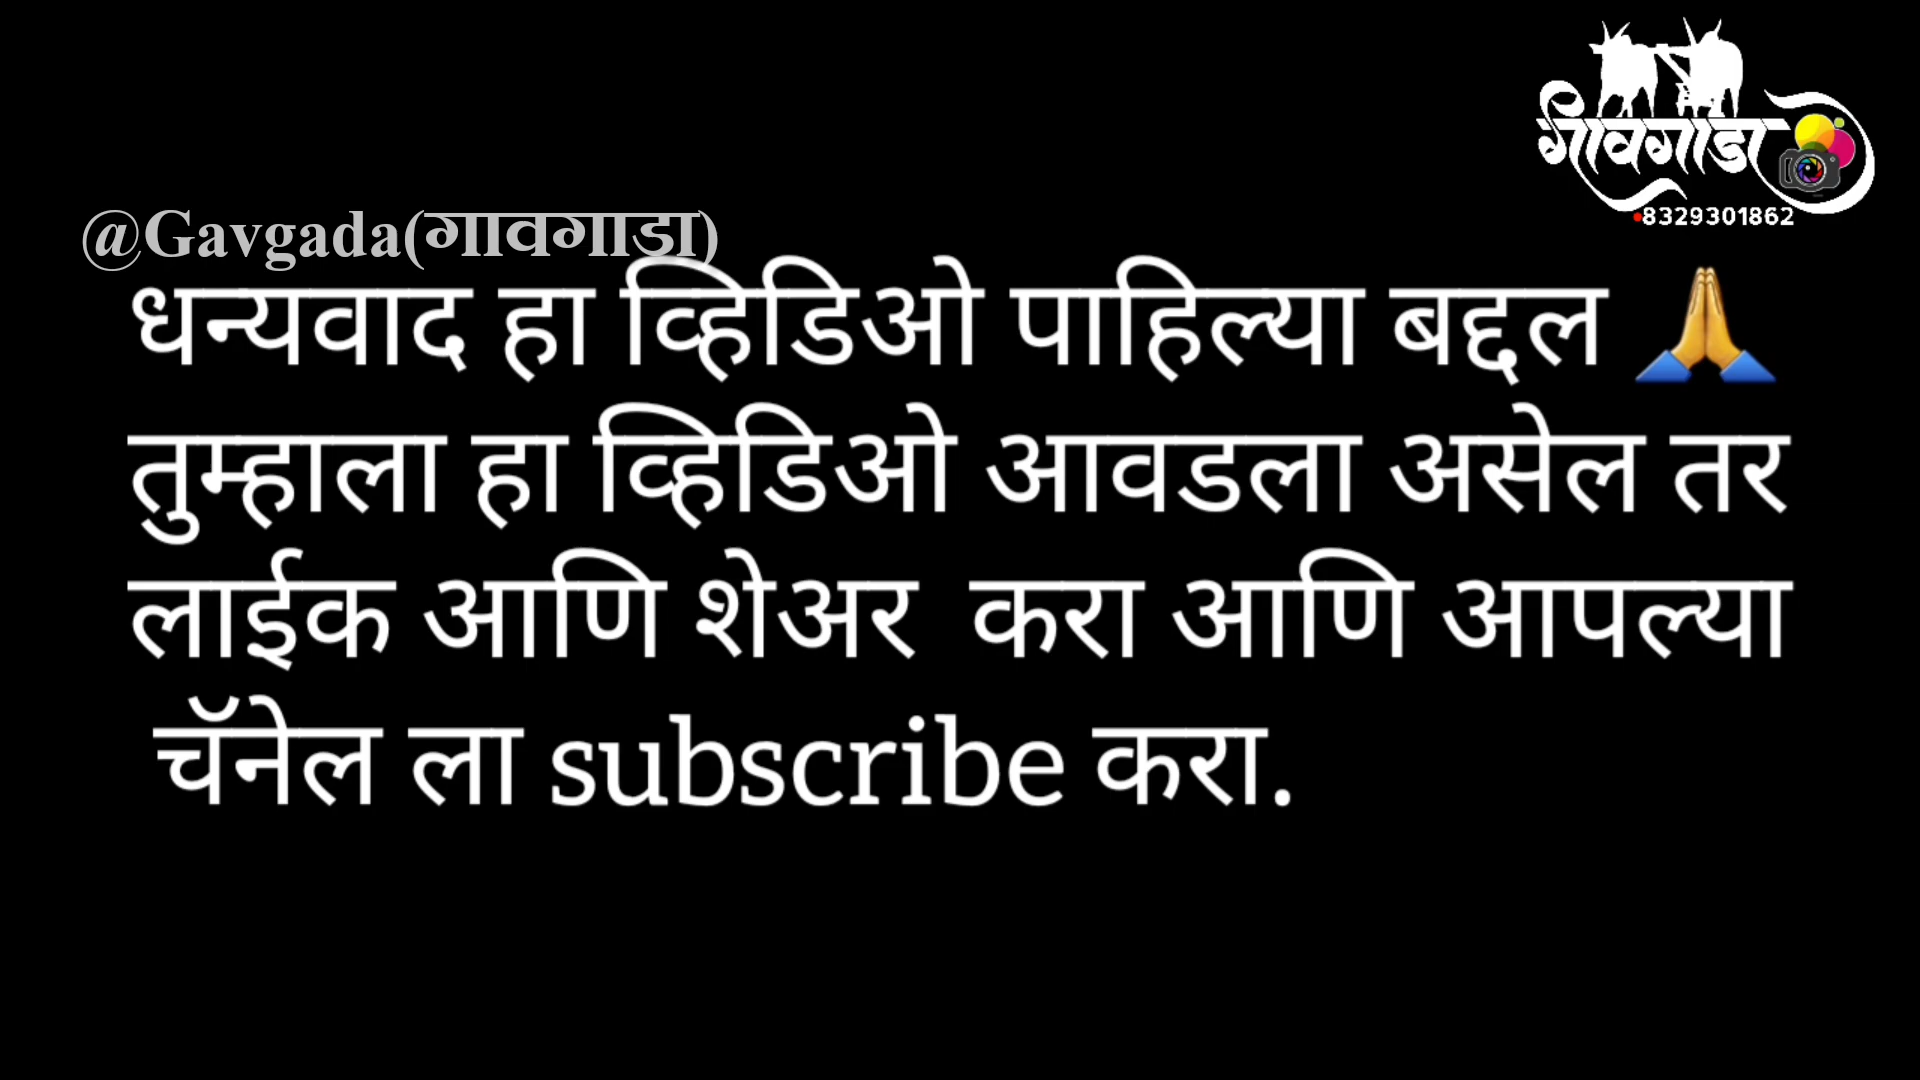 गावगाडा
8329301862
@Gavgada(गावगाडा)
धन्यवाद हा व्हिडिओ पाहिल्या बद्दल 🙏
तुम्हाला हा व्हिडिओ आवडला असेल तर
लाईक आणि शेअर करा आणि आपल्या
चॅनेल ला subscribe करा.